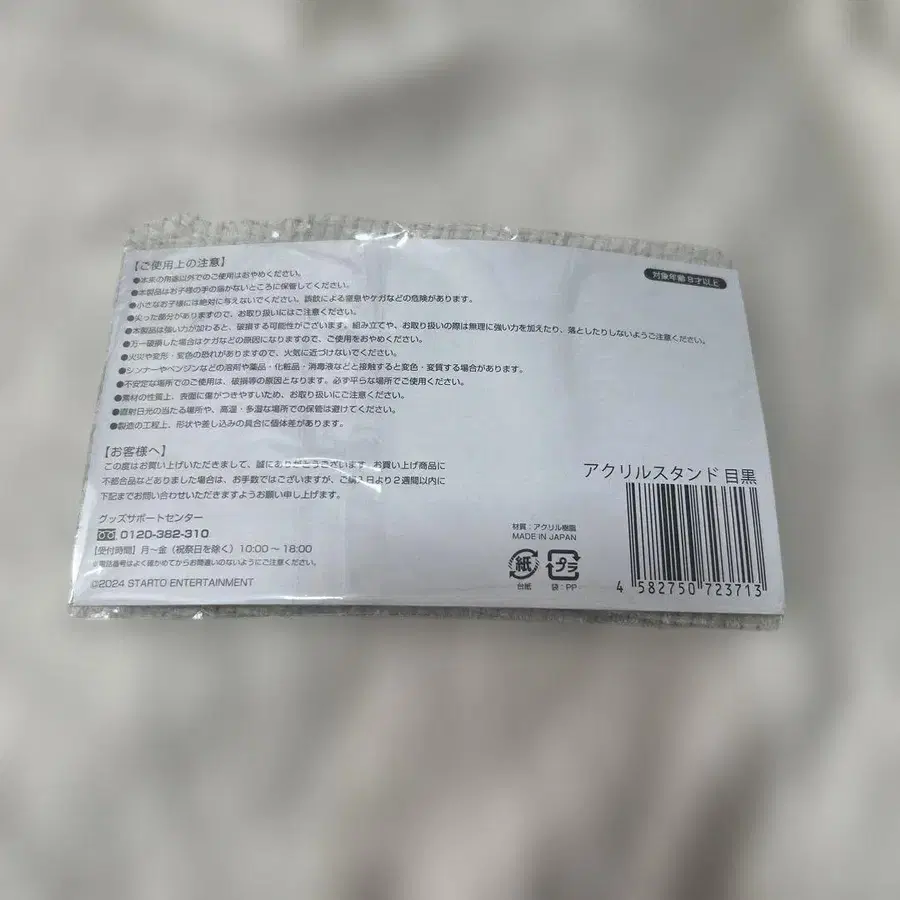 【ご使用上の注意】
●本来の用途以外でのご使用はおやめください。
●本製品はお子様の手の届かないところに保管してください。
●小さなお子様には絶対に与えないでください。誤飲による窒息やケガなどの危険があります。
●尖った部分がありますので、お取り扱いにはご注意ください。
●本製品は強い力が加わると、破損する可能性がございます。組み立てや、お取り扱いの際は無理に強い力を加えたり、落としたりしないようご注意ください。
●万一破損した場合はケガなどの原因になりますので、ご使用をおやめください。
●火災や変形・変色の恐れがありますので、火気に近づけないでください。
●シンナーやベンジンなどの溶剤や薬品・化粧品・消毒液などと接触すると変色・変質する場合があります。
●不安定な場所でのご使用は、破損等の原因となります。必ず平らな場所でご使用ください。
●素材の性質上、表面に傷がつきやすいため、お取り扱いにご注意ください。
●直射日光の当たる場所や、高温・多湿な場所での保管は避けてください。
●製造の工程上、形状や差し込みの具合に個体差があります。
対象年齢8才以上
【お客様へ】
この度はお買い上げいただきまして、誠にありがとうございます。お買い上げ商品に
不都合品などありました場合は、お手数ではございますが、ご購入日より2週間以内に
下記までお問い合わせいただきますようお願い申し上げます。
グッズサポートセンター
0120-382-310
【受付時間】月~金(祝祭日を除く)10:00~18:00
※電話番号はよく確かめてからお間違いのないようにご注意ください。
©2024 STARTO ENTERTAINMENT
材質:アクリル樹脂
MADE IN JAPAN
紙
台紙
プラ
袋:PP
アクリルスタンド 目黒
4 582750 723713